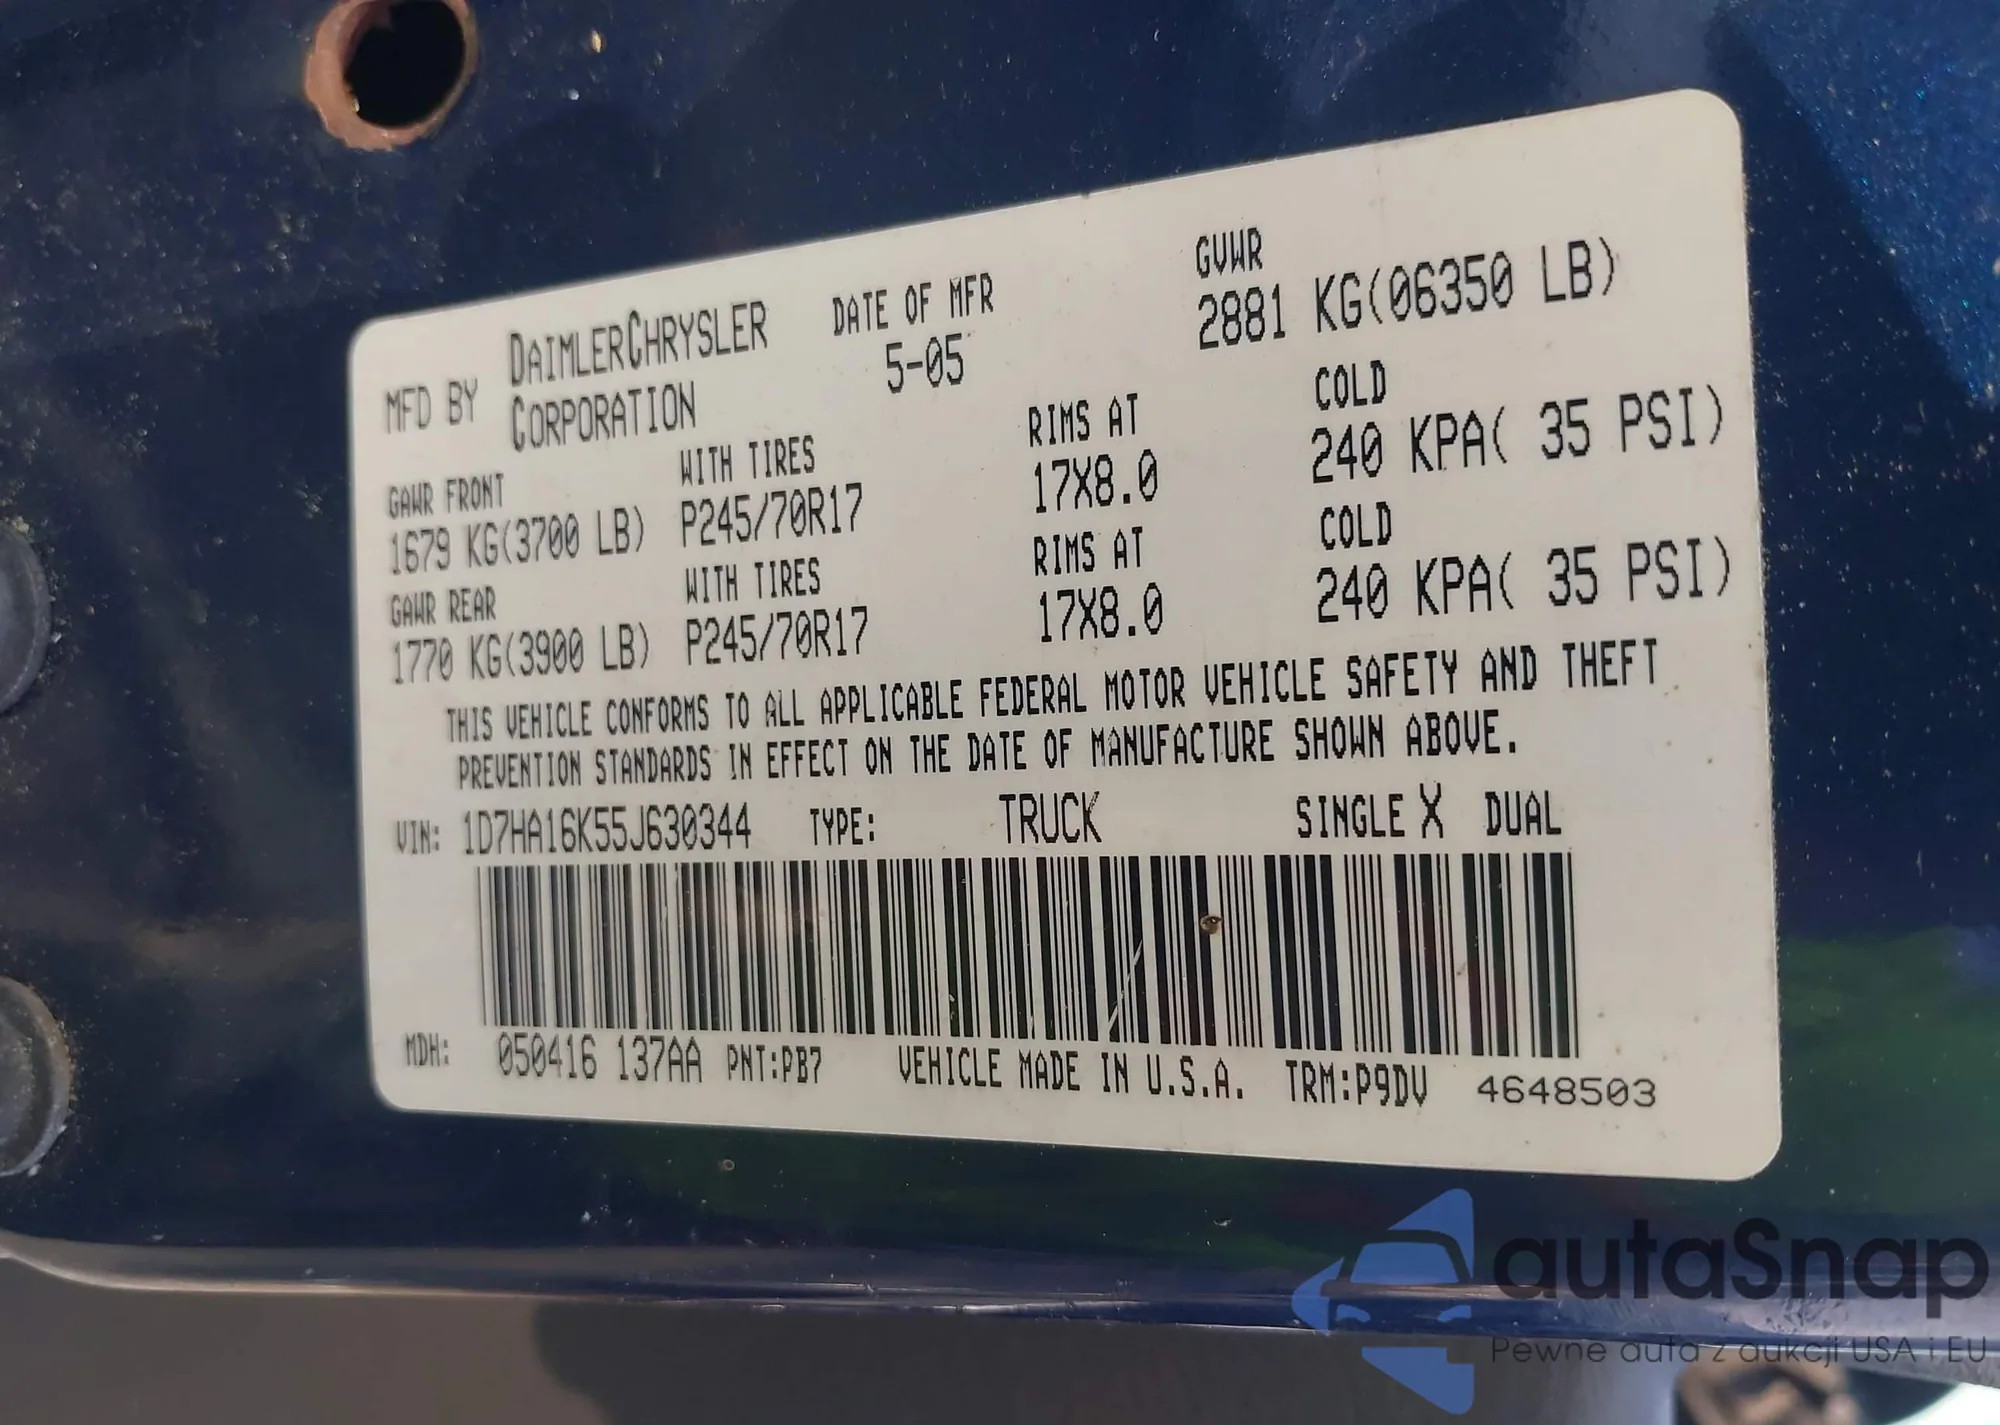 MFD BY DAIMLERCHRYSLER CORPORATION
DATE OF MFR
5-05
GVWR
2881 KG(06350 LB)
GAWR FRONT WITH TIRES RIMS AT COLD
1679 KG(3700 LB) P245/70R17 17X8.0 240 KPA( 35 PSI)
GAWR REAR WITH TIRES RIMS AT COLD
1770 KG(3900 LB) P245/70R17 17X8.0 240 KPA( 35 PSI)
THIS VEHICLE CONFORMS TO ALL APPLICABLE FEDERAL MOTOR VEHICLE SAFETY AND THEFT
PREVENTION STANDARDS IN EFFECT ON THE DATE OF MANUFACTURE SHOWN ABOVE.
VIN: 1D7HA16K55J630344 TYPE: TRUCK SINGLE X DUAL
MDH: 050416 137AA PNT:PB7 VEHICLE MADE IN U.S.A. TRM:P9DV 4648503
autaSnap
Pewne auta z aukcji USA i EU